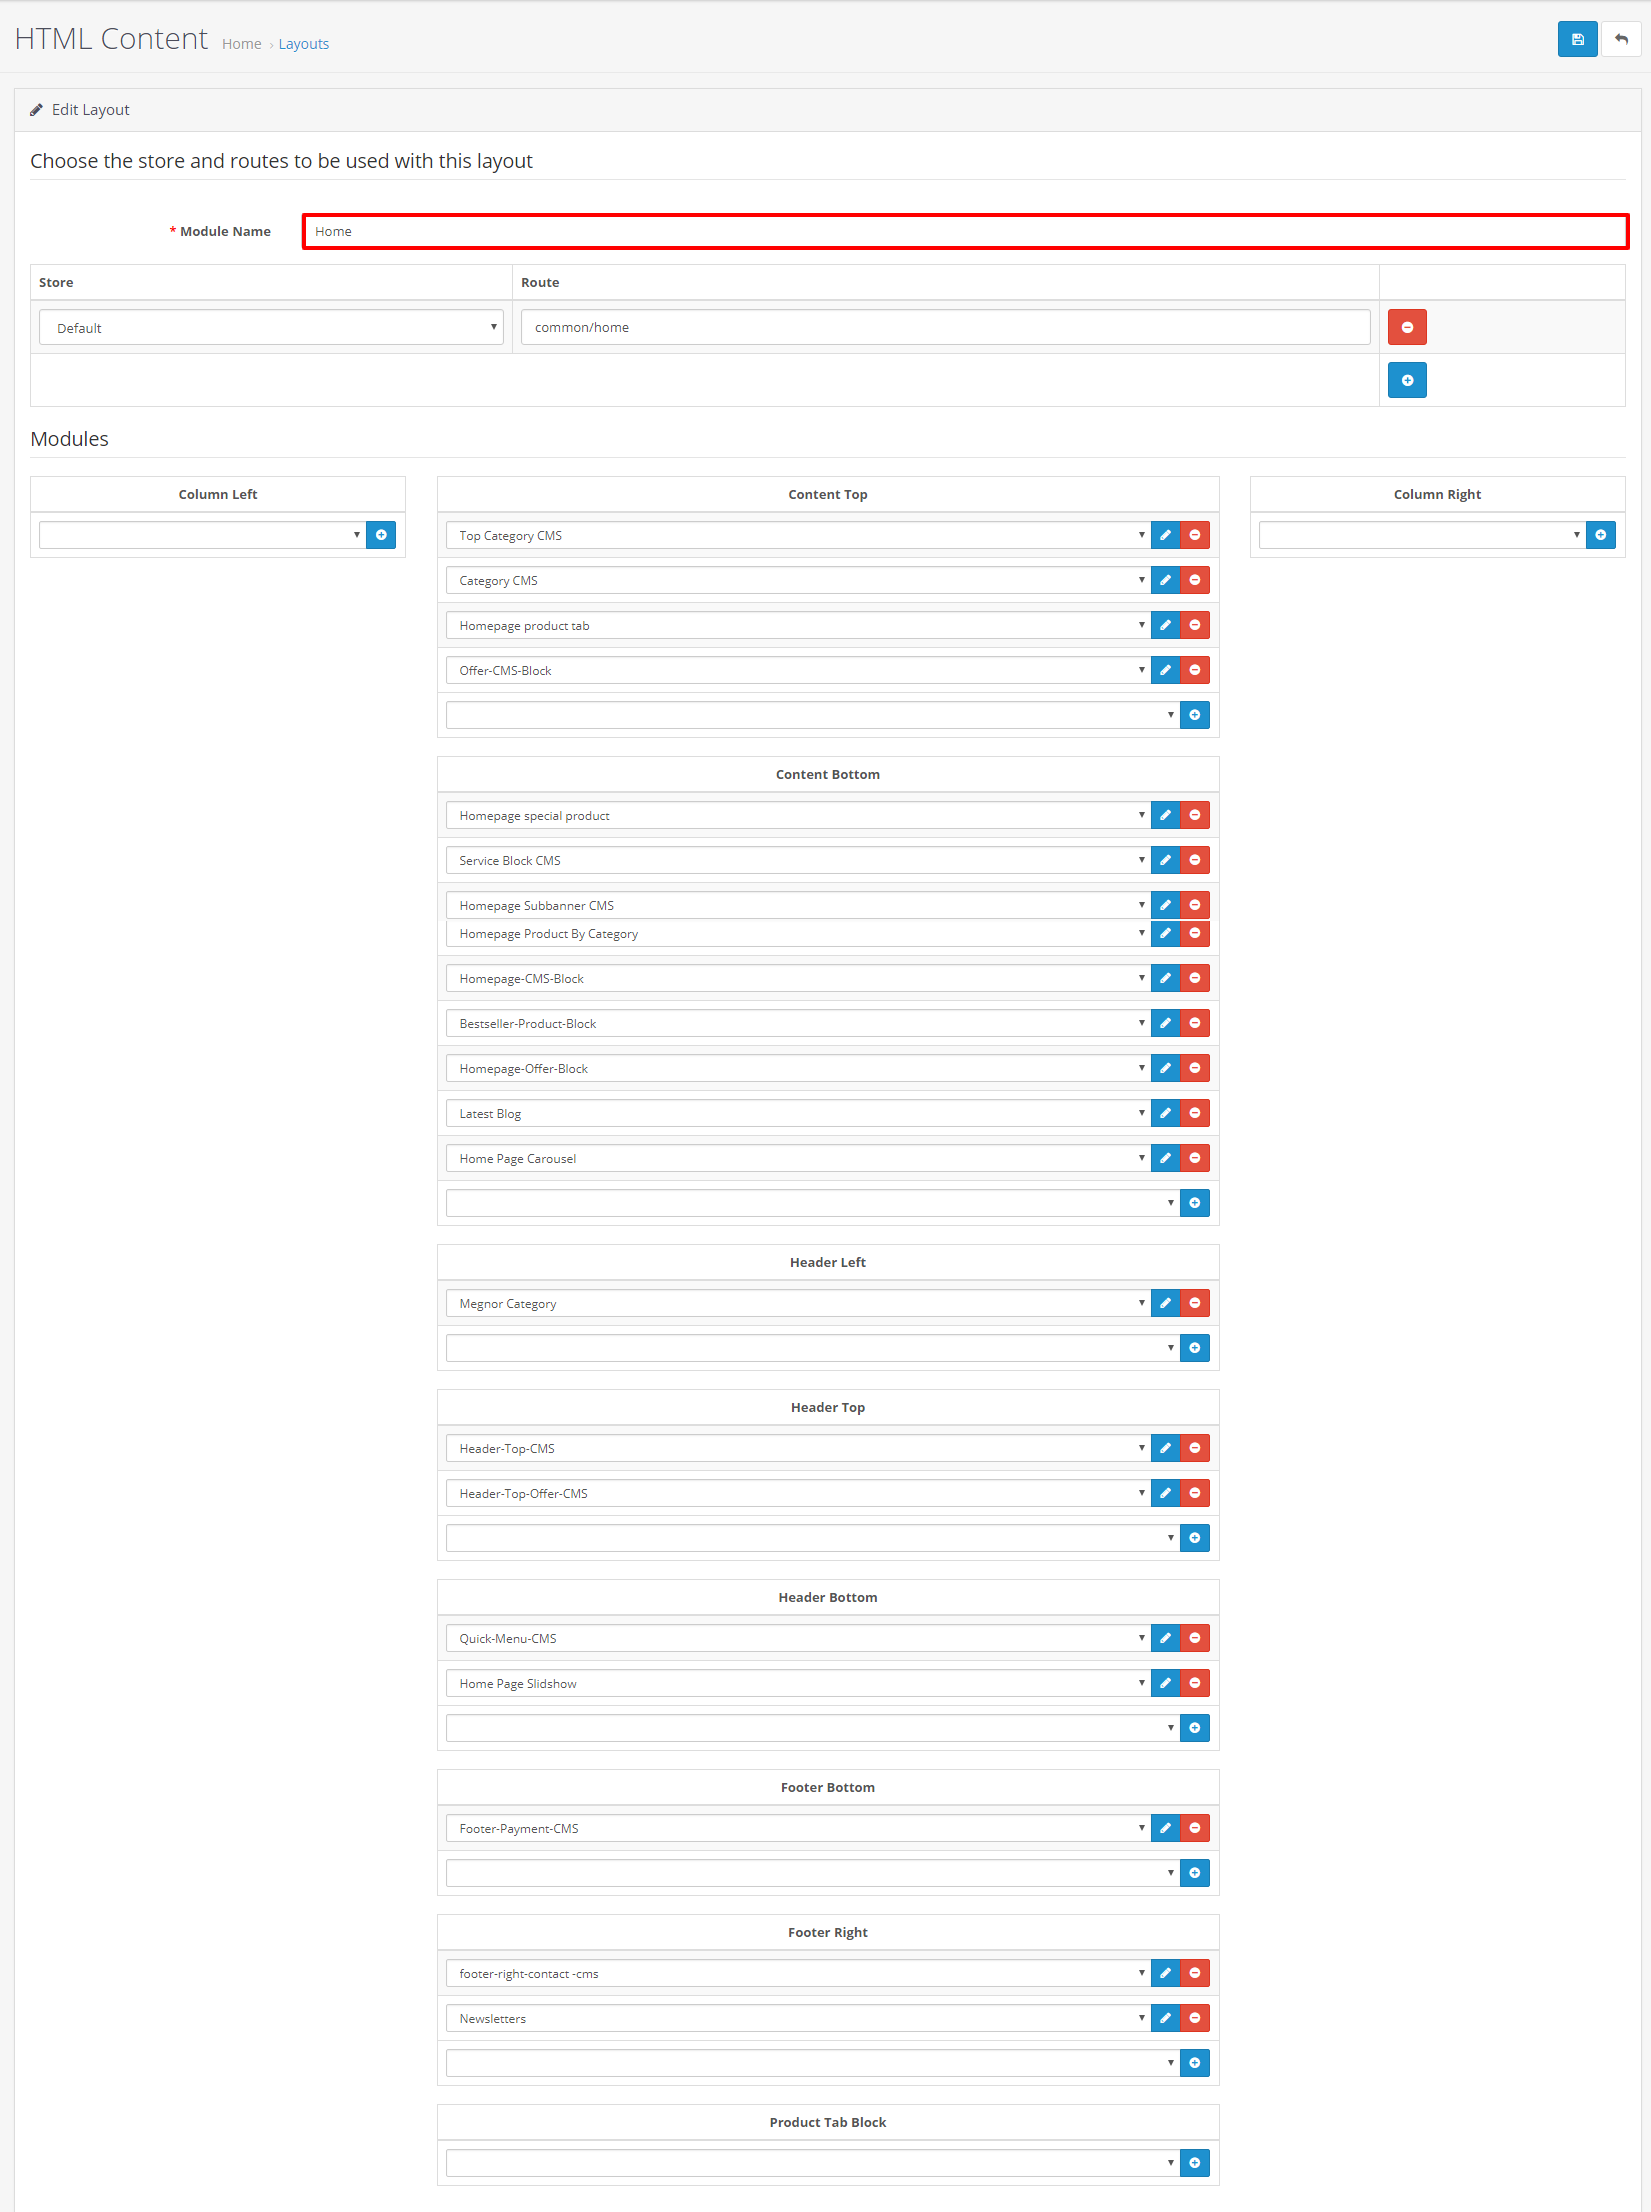 HTML Content Home › Layouts
Edit Layout
Choose the store and routes to be used with this layout
* Module Name Home
Store Route
Default common/home
Modules
Column Left Content Top Column Right
Top Category CMS
Category CMS
Homepage product tab
Offer-CMS-Block
Content Bottom
Homepage special product
Service Block CMS
Homepage Subbanner CMS
Homepage Product By Category
Homepage-CMS-Block
Bestseller-Product-Block
Homepage-Offer-Block
Latest Blog
Home Page Carousel
Header Left
Megnor Category
Header Top
Header-Top-CMS
Header-Top-Offer-CMS
Header Bottom
Quick-Menu-CMS
Home Page Slidshow
Footer Bottom
Footer-Payment-CMS
Footer Right
footer-right-contact -cms
Newsletters
Product Tab Block